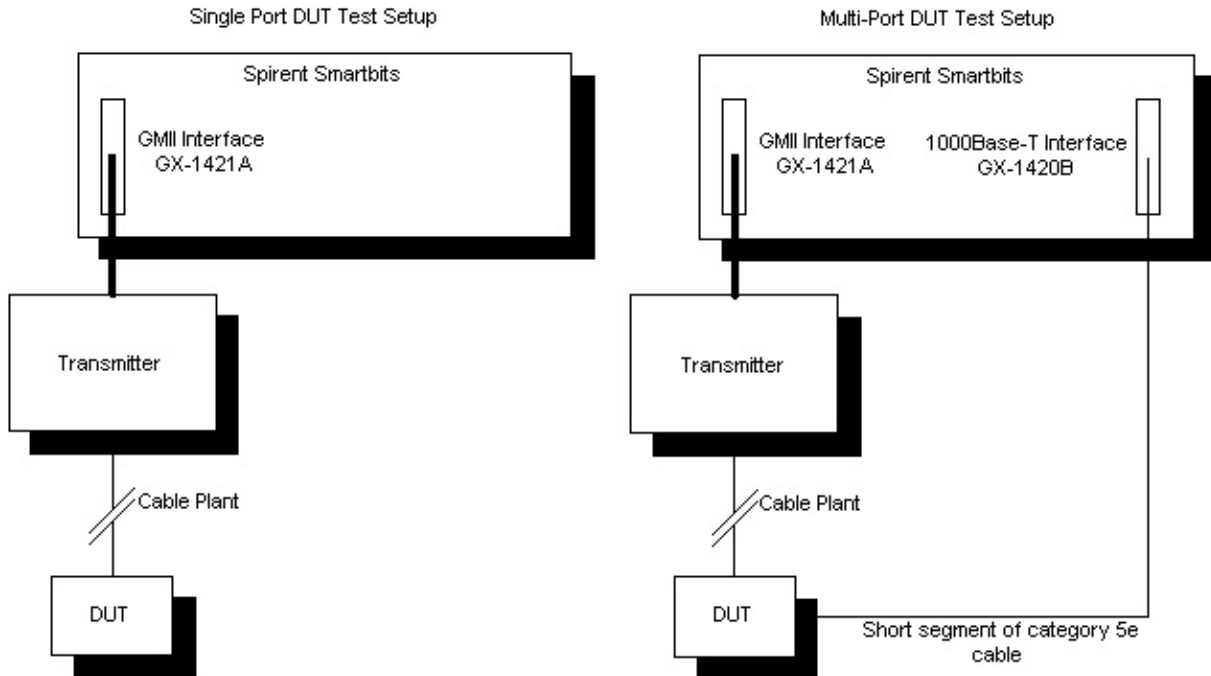 Single Port DUT Test Setup
Spirent Smartbits
GMII Interface
GX-1421A
Transmitter
Cable Plant
DUT
Multi-Port DUT Test Setup
Spirent Smartbits
GMII Interface
GX-1421A
1000Base-T Interface
GX-1420B
Transmitter
Cable Plant
DUT
Short segment of category 5e
cable